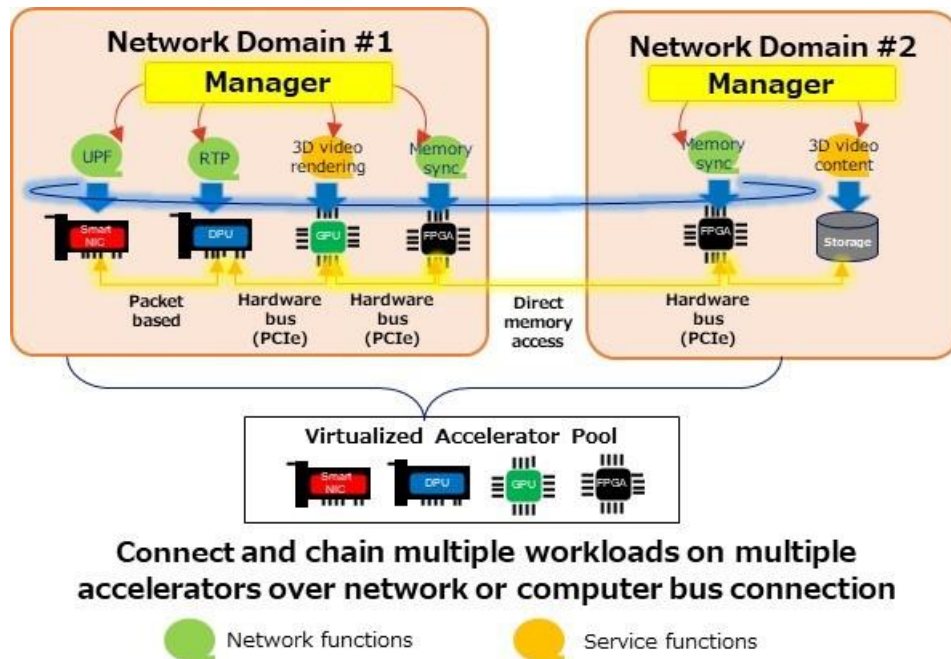 Network Domain #1
Manager
UPF
RTP
3D video
rendering
Memory
sync
Smart
NIC
DPU
GPU
FPGA
Packet
based
Hardware
bus
(PCIe)
Hardware
bus
(PCIe)
Direct
memory
access
Network Domain #2
Manager
Memory
sync
3D video
content
FPGA
Storage
Hardware
bus
(PCIe)
Virtualized Accelerator Pool
Smart
NIC
DPU
GPU
FPGA
Connect and chain multiple workloads on multiple
accelerators over network or computer bus connection
Network functions
Service functions